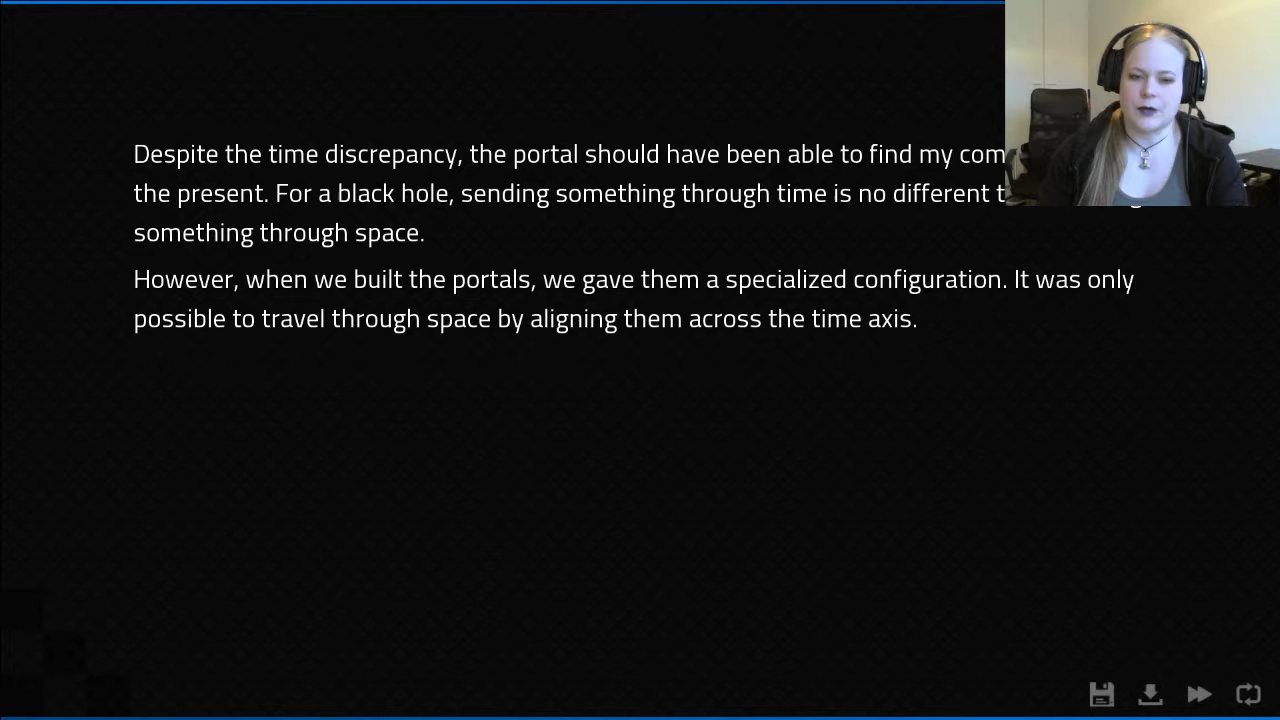 Despite the time discrepancy, the portal should have been able to find my
the present. For a black hole, sending something through time is no different
something through space.
However, when we built the portals, we gave them a specialized configuration. It was only
possible to travel through space by aligning them across the time axis.